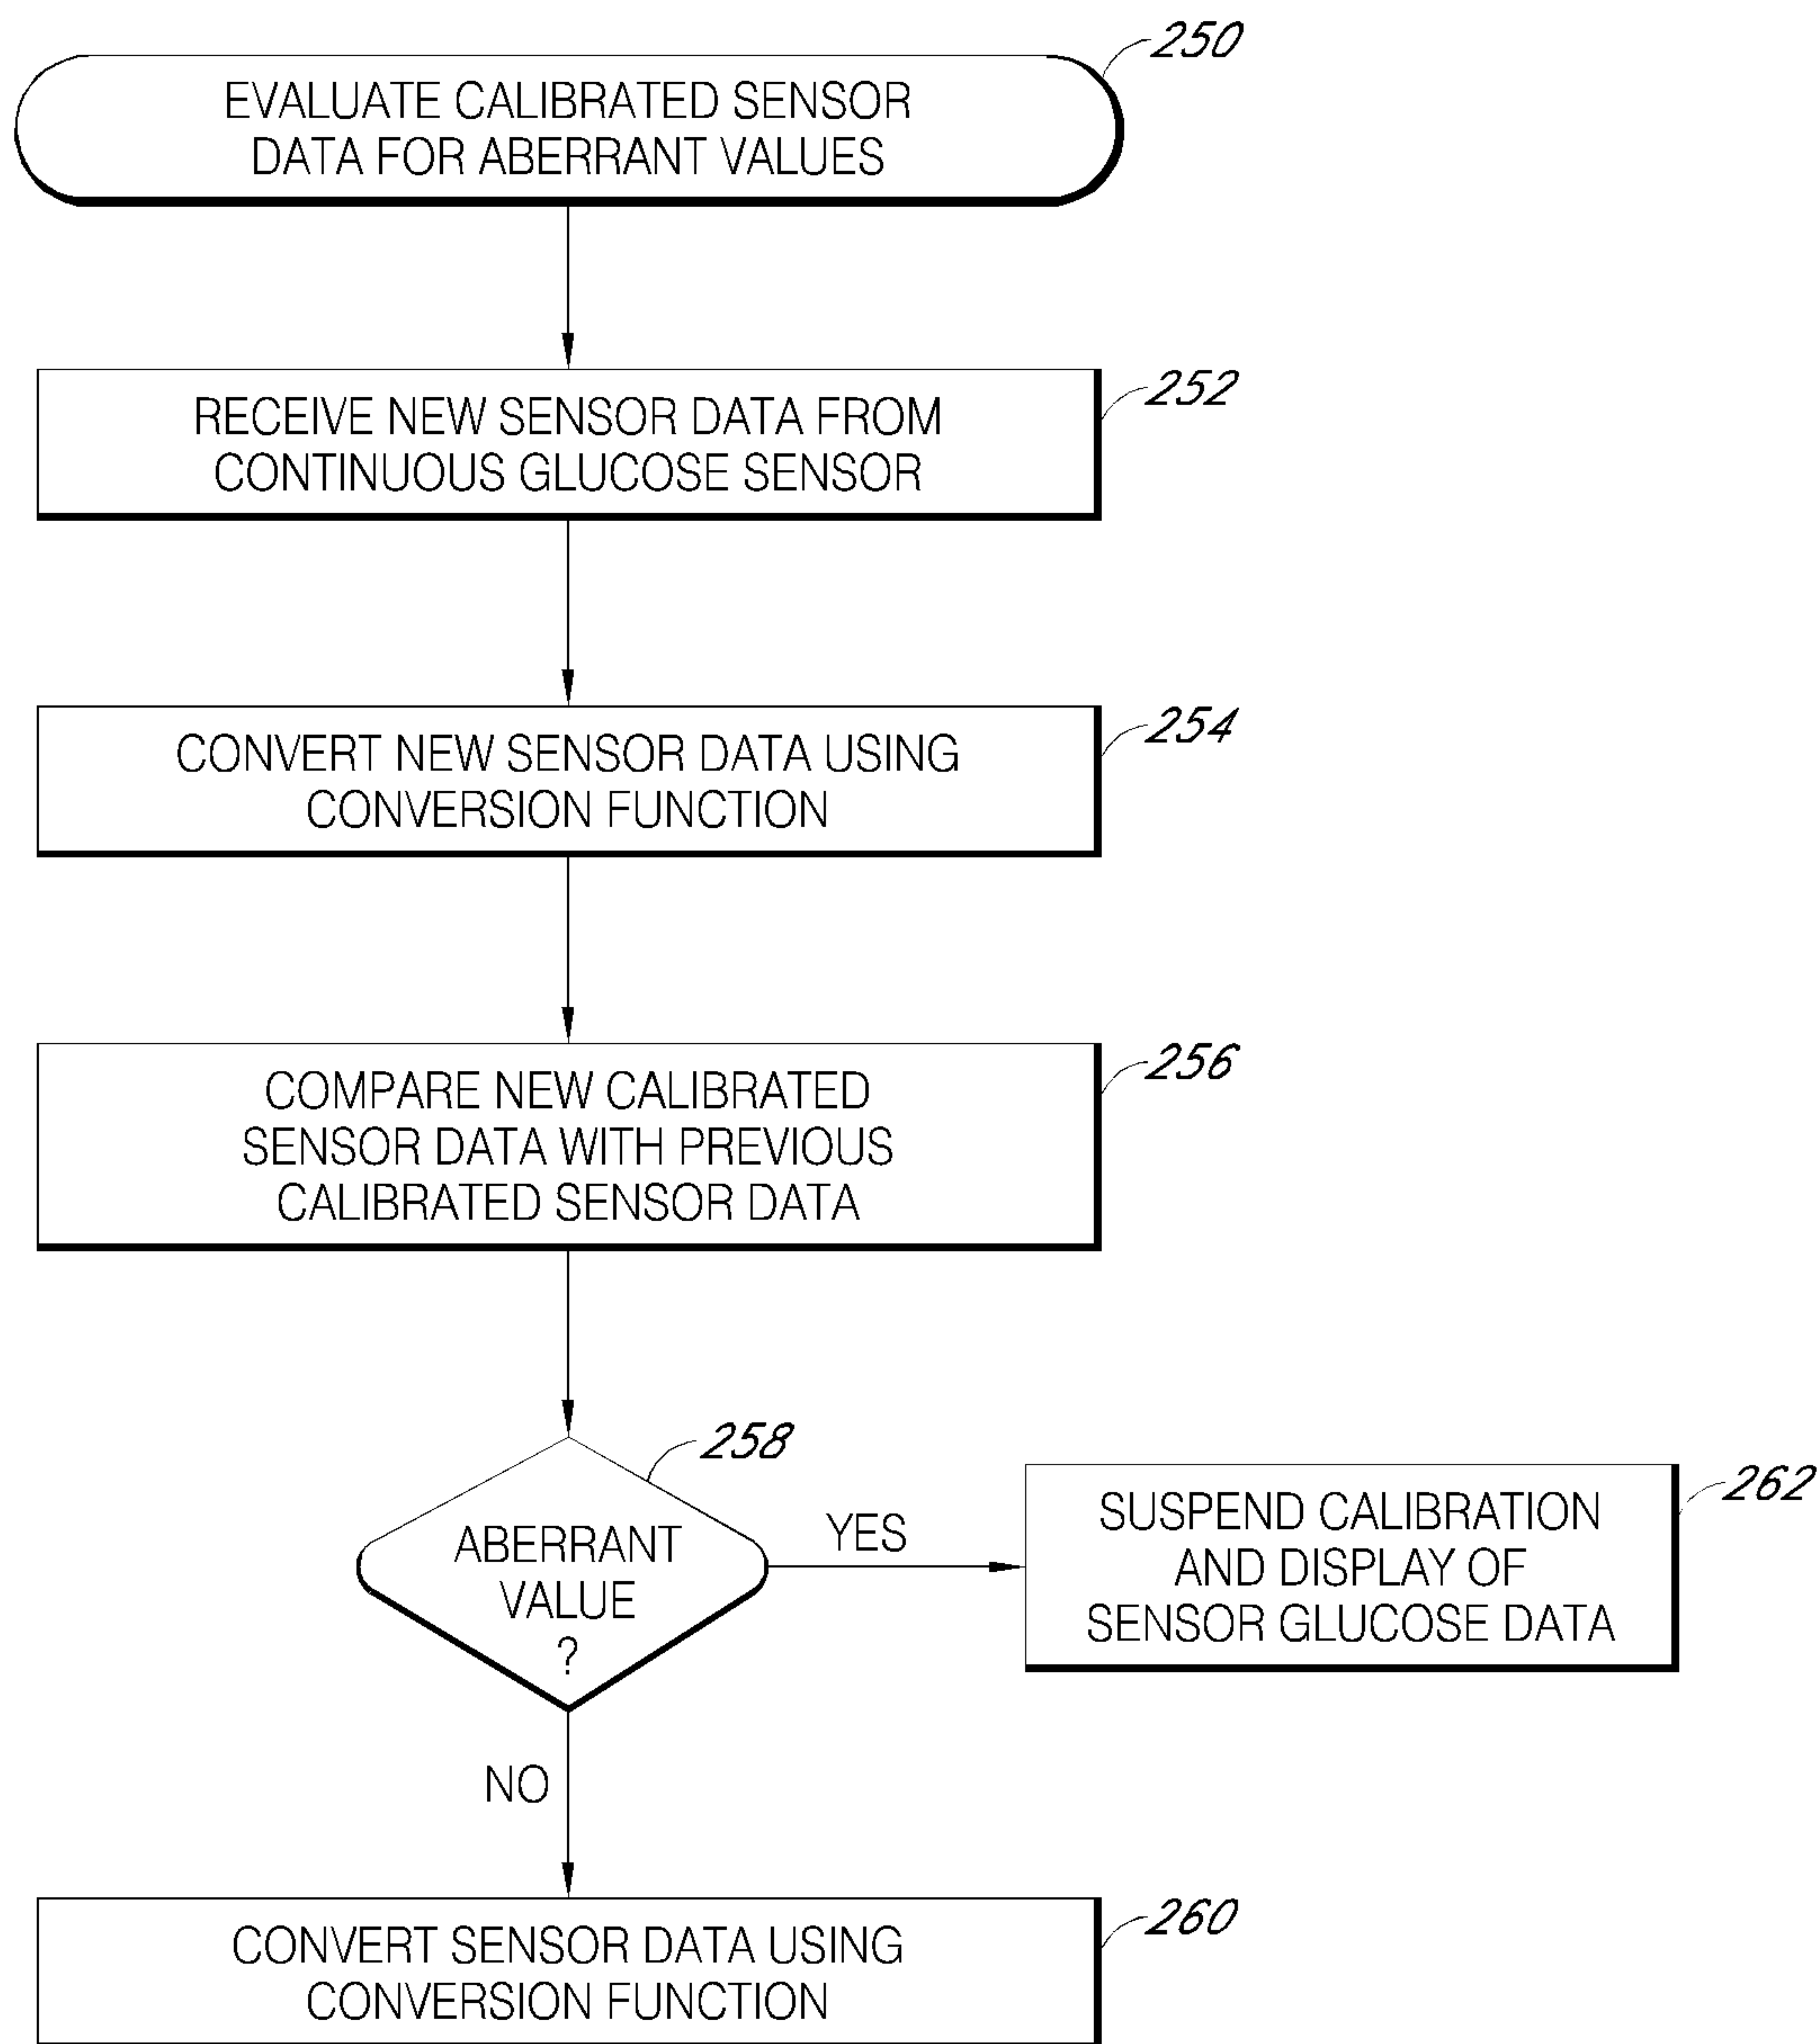 250
EVALUATE CALIBRATED SENSOR
DATA FOR ABERRANT VALUES
252
RECEIVE NEW SENSOR DATA FROM
CONTINUOUS GLUCOSE SENSOR
254
CONVERT NEW SENSOR DATA USING
CONVERSION FUNCTION
256
COMPARE NEW CALIBRATED
SENSOR DATA WITH PREVIOUS
CALIBRATED SENSOR DATA
258
ABERRANT
VALUE
?
YES
262
SUSPEND CALIBRATION
AND DISPLAY OF
SENSOR GLUCOSE DATA
NO
260
CONVERT SENSOR DATA USING
CONVERSION FUNCTION